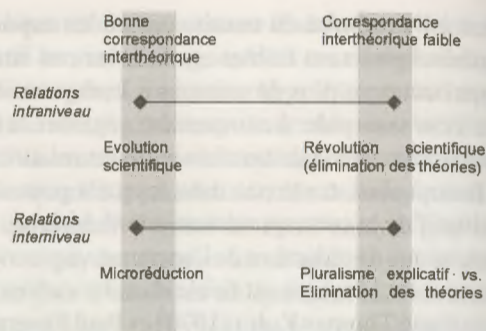 Bonne
correspondance
interthéorique
Correspondance
interthéorique faible
Relations
intraniveau
Evolution
scientifique
Révolution scientifique
(élimination des théories)
Relations
interniveau
Microréduction
Pluralisme explicatif vs.
Elimination des théories